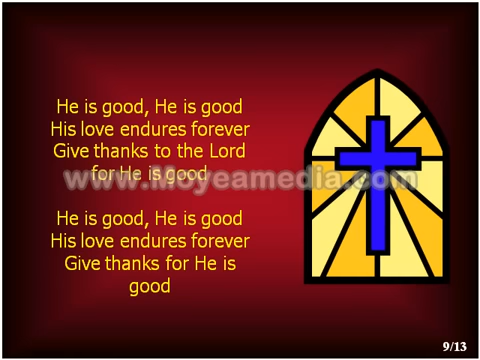 He is good, He is good
His love endures forever
Give thanks to the Lord
for He is good
www.Moyeamedia.com
He is good, He is good
His love endures forever
Give thanks for He is
good
9/13